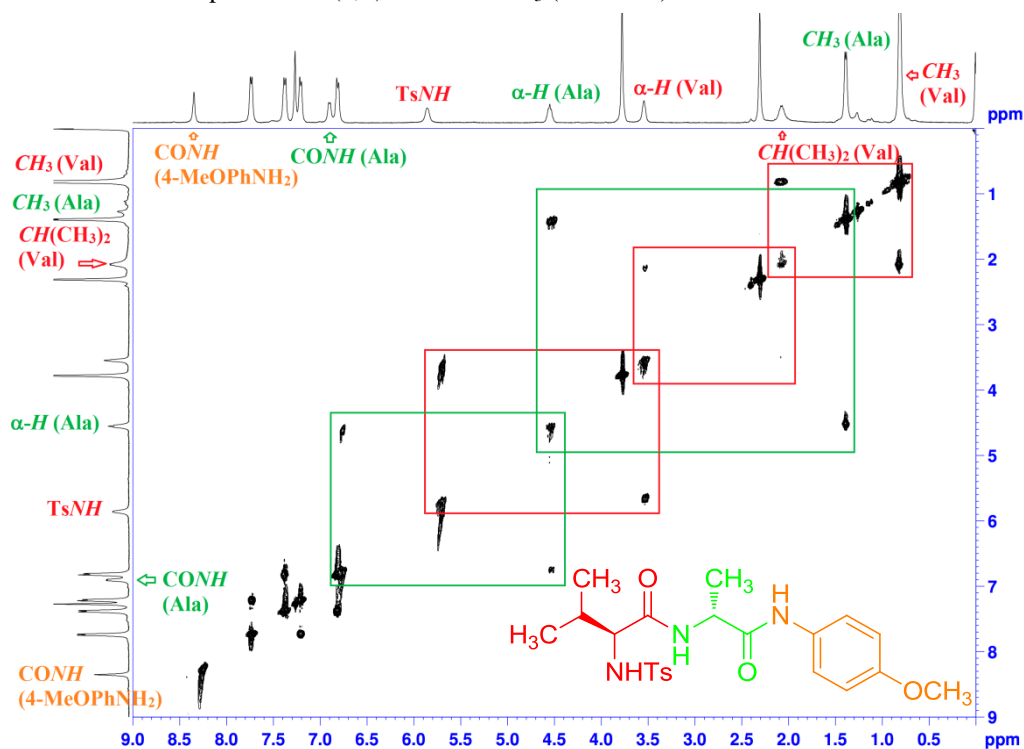 CH₃ (Ala)
CH₃
(Val)
TsNH
α-H (Ala)
α-H (Val)
ppm
ppm
CONH
(4-MeOPhNH₂)
CONH (Ala)
CH(CH₃)₂ (Val)
CH₃ (Val)
CH₃ (Ala)
CH(CH₃)₂
(Val)
α-H (Ala)
TsNH
CONH
(Ala)
CONH
(4-MeOPhNH₂)
1
2
3
4
5
6
7
8
9
CH₃
O
CH₃
H
N
H₃C
N
H
NHTs
O
OCH₃
9.0 8.5 8.0 7.5 7.0 6.5 6.0 5.5 5.0 4.5 4.0 3.5 3.0 2.5 2.0 1.5 1.0 0.5 ppm